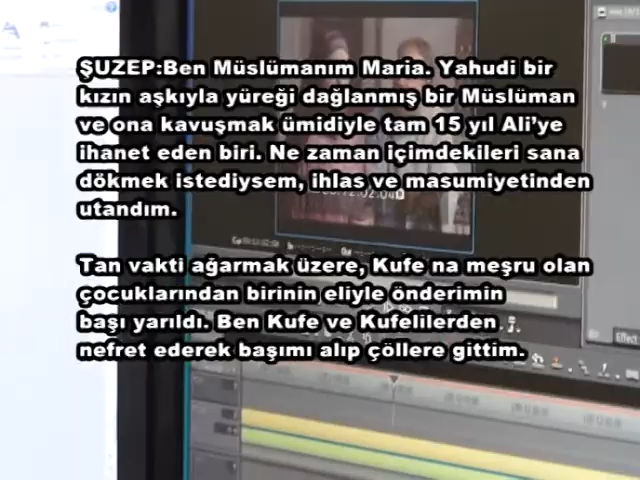 ŞUZEP:Ben Müslümanım Maria. Yahudi bir
kızın aşkıyla yüreği dağlanmış bir Müslüman
ve ona kavuşmak ümidiyle tam 15 yıl Ali'ye
ihanet eden biri. Ne zaman içimdekileri sana
dökmek istediysem, ihlas ve masumiyetinden
utandım.
Tan vakti ağarmak üzere, Kufe na meşru olan
çocuklarından birinin eliyle önderimin
başı yarıldı. Ben Kufe ve Kufelilerden
nefret ederek başımı alıp çöllere gittim.
Effect